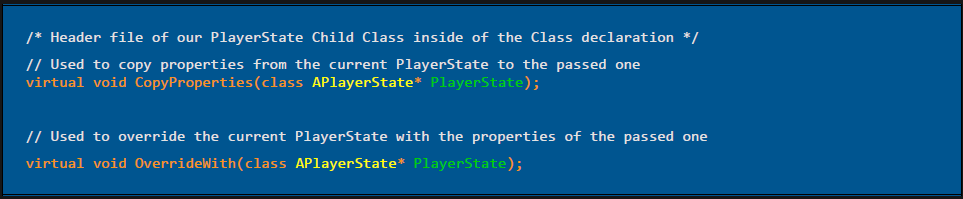 /* Header file of our PlayerState Child Class inside of the Class declaration */
// Used to copy properties from the current PlayerState to the passed one
virtual void CopyProperties(class APlayerState* PlayerState);
// Used to override the current PlayerState with the properties of the passed one
virtual void OverrideWith(class APlayerState* PlayerState);